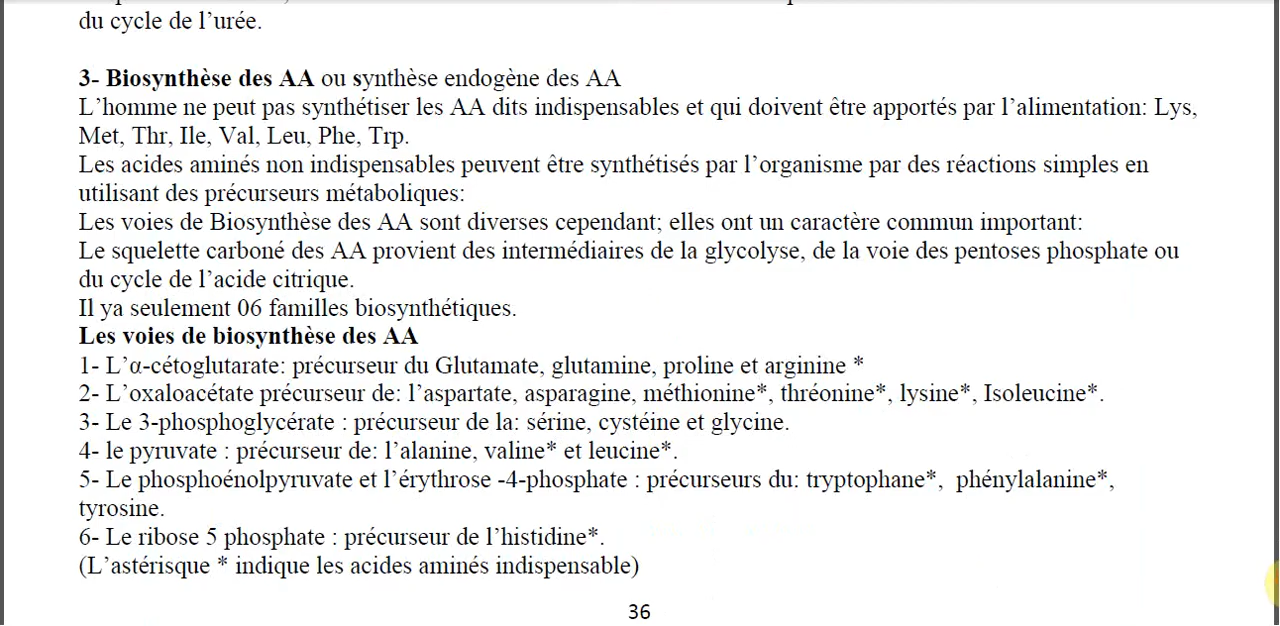 du cycle de l’urée.
3- Biosynthèse des AA ou synthèse endogène des AA
L’homme ne peut pas synthétiser les AA dits indispensables et qui doivent être apportés par l’alimentation: Lys,
Met, Thr, Ile, Val, Leu, Phe, Trp.
Les acides aminés non indispensables peuvent être synthétisés par l’organisme par des réactions simples en
utilisant des précurseurs métaboliques:
Les voies de Biosynthèse des AA sont diverses cependant; elles ont un caractère commun important:
Le squelette carboné des AA provient des intermédiaires de la glycolyse, de la voie des pentoses phosphate ou
du cycle de l’acide citrique.
Il ya seulement 06 familles biosynthétiques.
Les voies de biosynthèse des AA
1- L’α-cétoglutarate: précurseur du Glutamate, glutamine, proline et arginine *
2- L’oxaloacétate précurseur de: l’aspartate, asparagine, méthionine*, thréonine*, lysine*, Isoleucine*.
3- Le 3-phosphoglycérate : précurseur de la: sérine, cystéine et glycine.
4- le pyruvate : précurseur de: l’alanine, valine* et leucine*.
5- Le phosphoénolpyruvate et l’érythrose -4-phosphate : précurseurs du: tryptophane*, phénylalanine*,
tyrosine.
6- Le ribose 5 phosphate : précurseur de l’histidine*.
(L’astérisque * indique les acides aminés indispensable)
36